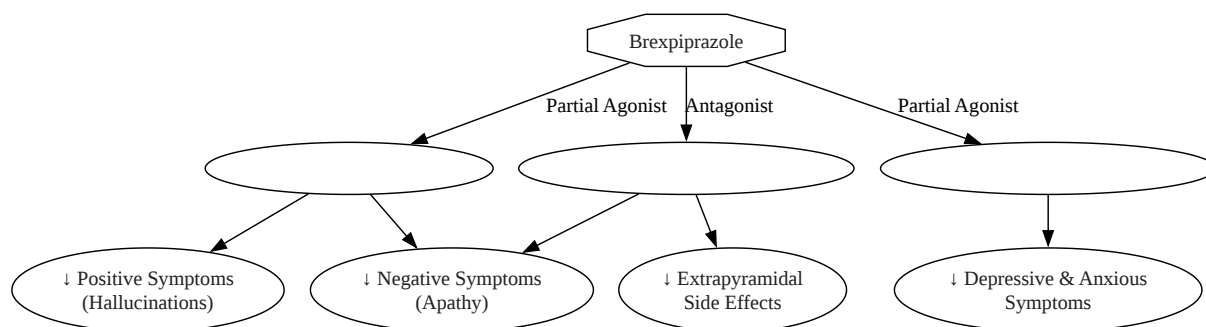 Brexpiprazole
Partial Agonist
Antagonist
Partial Agonist
↓ Positive Symptoms
(Hallucinations)
↓ Negative Symptoms
(Apathy)
↓ Extrapyramidal
Side Effects
↓ Depressive & Anxious
Symptoms